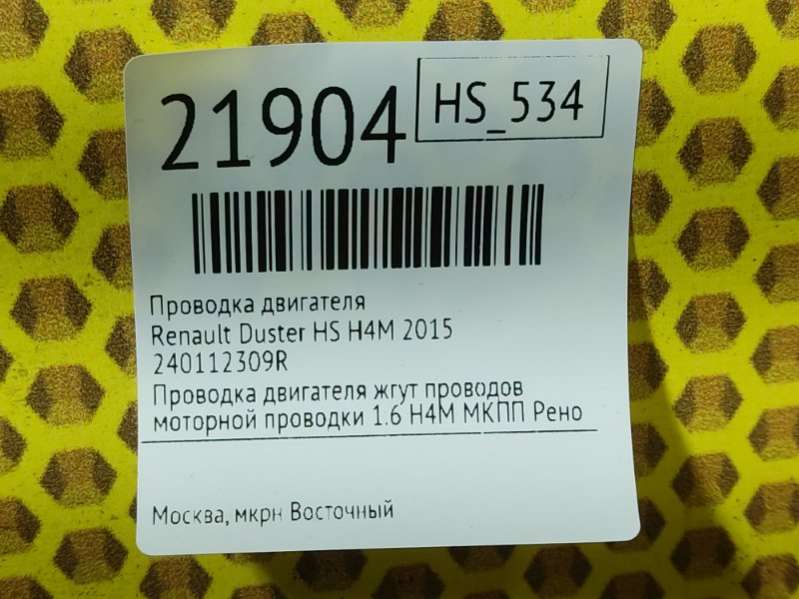 21904
HS_534
Проводка двигателя
Renault Duster HS H4M 2015
240112309R
Проводка двигателя жгут проводов
моторной проводки 1.6 H4M МКПП Рено
Москва, мкрн Восточный